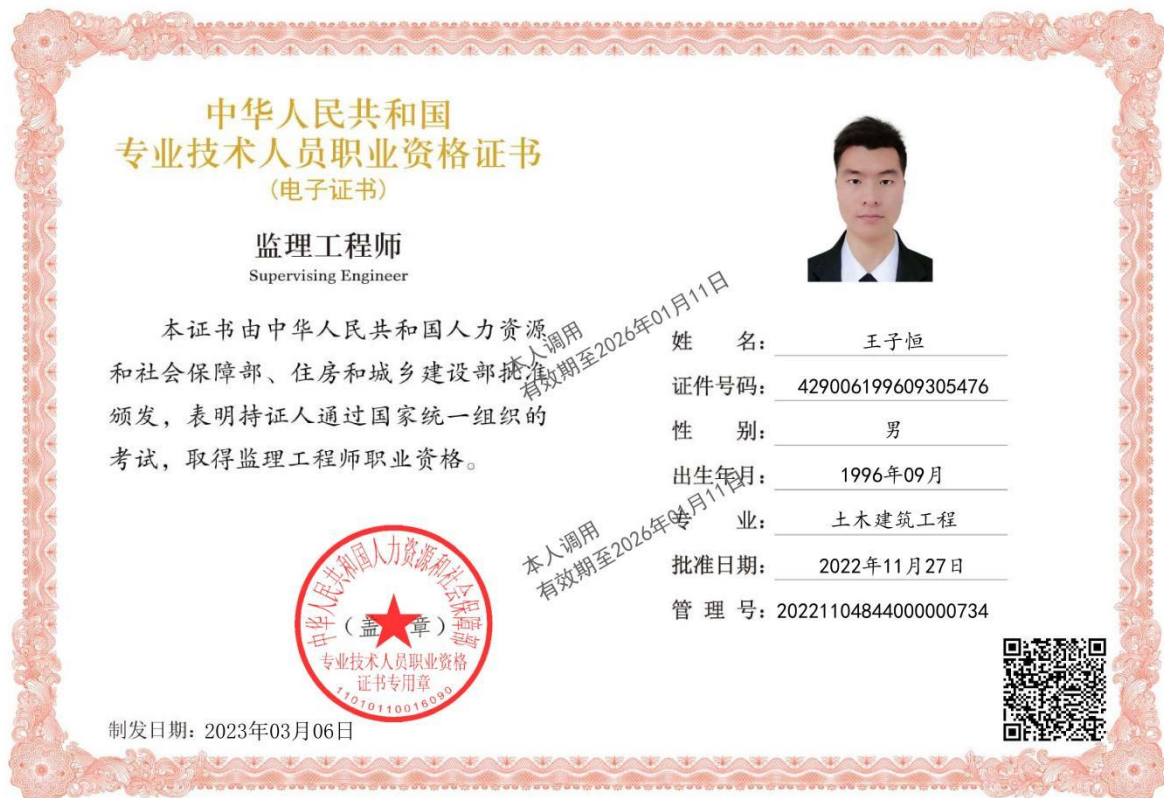 中华人民共和国
专业技术人员职业资格证书
(电子证书)
监理工程师
Supervising Engineer
本证书由中华人民共和国人力资源
和社会保障部、住房和城乡建设部批准
颁发，表明持证人通过国家统一组织的
考试，取得监理工程师职业资格。
本人调用
有效期至2026年01月11日
本人调用
有效期至2026年01月11日
中华人民共和国人力资源和社会保障部
（盖 章）
专业技术人员职业资格
证书专用章
11010110016090
制发日期：2023年03月06日
姓 名：王子恒
证件号码：429006199609305476
性 别：男
出生年月：1996年09月
专 业：土木建筑工程
批准日期：2022年11月27日
管 理 号：20221104844000000734